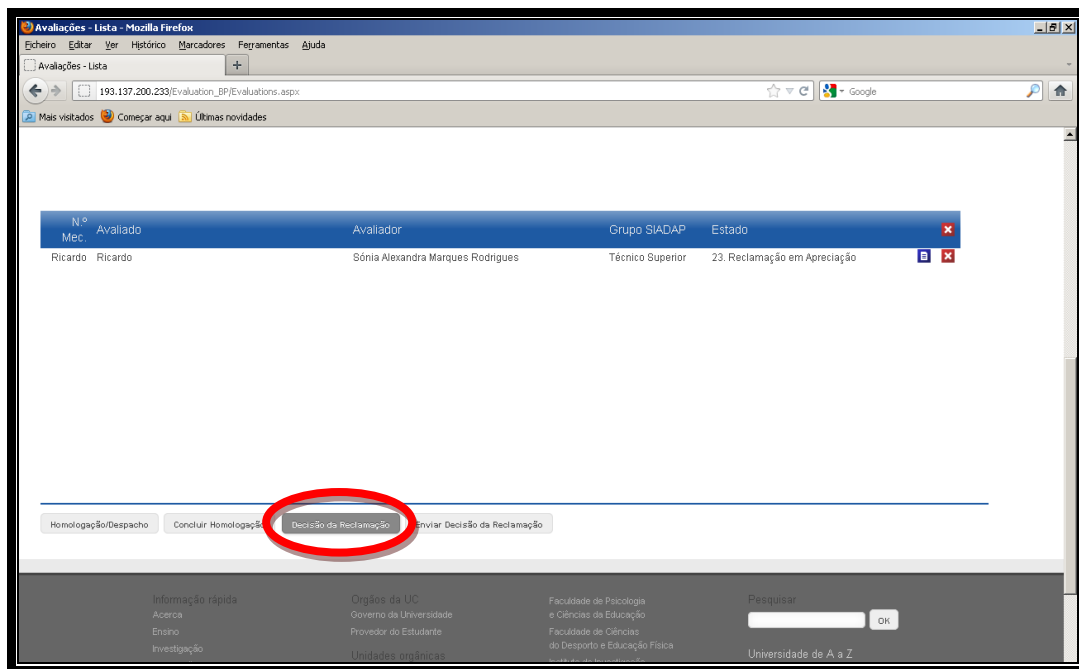 Avaliações - Lista - Mozilla Firefox
Ficheiro Editar Ver Histórico Marcadores Ferramentas Ajuda
Avaliações - Lista
193.137.200.233/Evaluation_BP/Evaluations.aspx
Google
Mais visitados Começar aqui Últimas novidades
N.º Mec. Avaliado Avaliador Grupo SIADAP Estado
Ricardo Ricardo Sónia Alexandra Marques Rodrigues Técnico Superior 23. Reclamação em Apreciação
Homologação/Despacho Concluir Homologação Decisão da Reclamação Enviar Decisão da Reclamação
Informação rápida
Acerca
Ensino
Investigação
Orgãos da UC
Governo da Universidade
Provedor do Estudante
Unidades orgânicas
Faculdade de Psicologia
e Ciências da Educação
Faculdade de Ciências
do Desporto e Educação Física
Instituto de Investigação
Pesquisar
OK
Universidade de A a Z